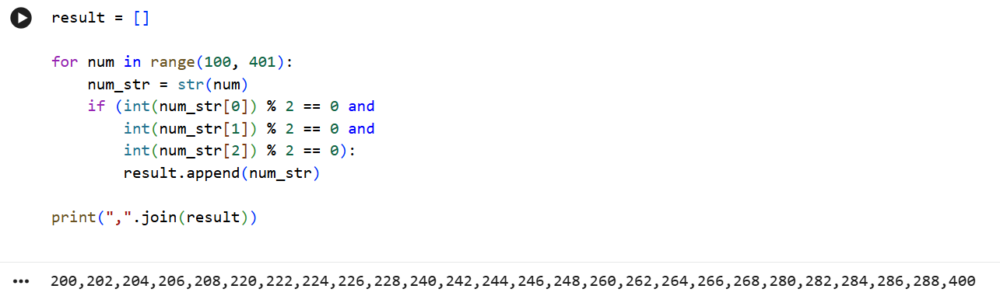 result = []
for num in range(100, 401):
    num_str = str(num)
    if (int(num_str[0]) % 2 == 0 and
        int(num_str[1]) % 2 == 0 and
        int(num_str[2]) % 2 == 0):
        result.append(num_str)
print(",".join(result))
200,202,204,206,208,220,222,224,226,228,240,242,244,246,248,260,262,264,266,268,280,282,284,286,288,400